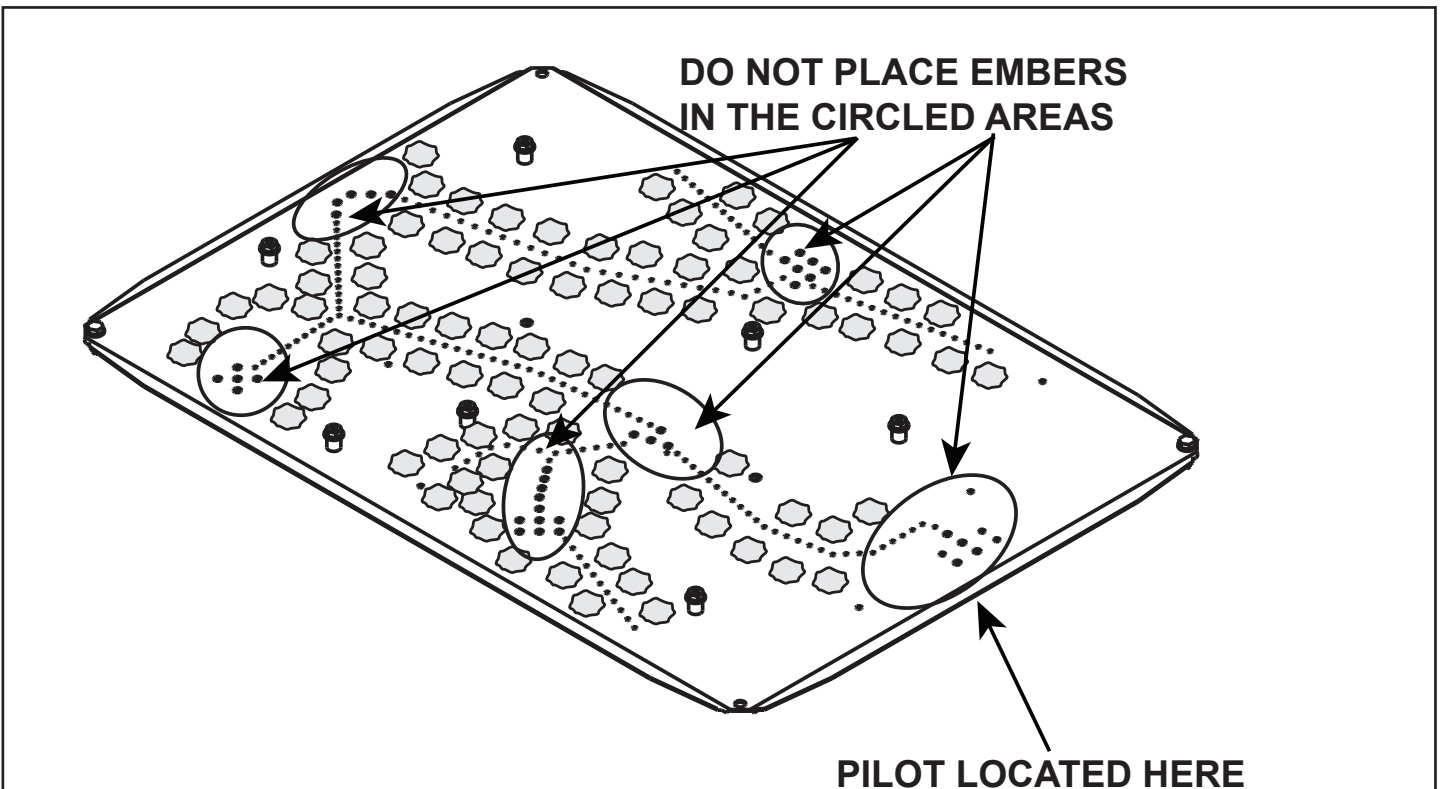 DO NOT PLACE EMBERS
IN THE CIRCLED AREAS
PILOT LOCATED HERE